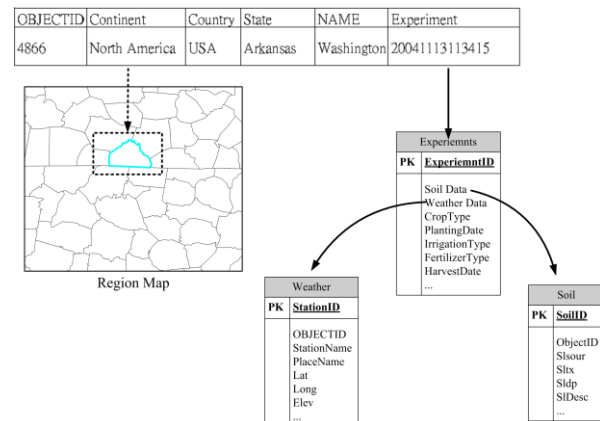 OBJECTID Continent Country State NAME Experiment
4866 North America USA Arkansas Washington 20041113113415
Region Map
Experiemnts
PK ExperiemntID
Soil Data
Weather Data
CropType
PlantingDate
IrrigationType
FertilizerType
HarvestDate
...
Weather
PK StationID
OBJECTID
StationName
PlaceName
Lat
Long
Elev
...
Soil
PK SoilID
ObjectID
Slsour
Sltx
Sldp
SlDesc
...